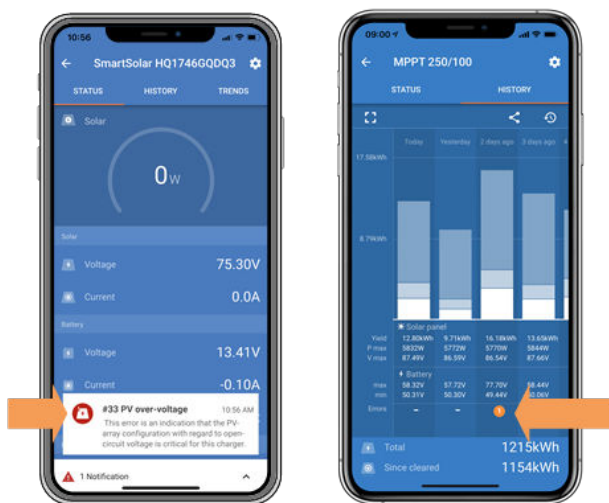 10:56
SmartSolar HQ1746GQDQ3
STATUS HISTORY TRENDS
Solar
0W
Solar
Voltage 75.30V
Current 0.0A
Battery
Voltage 13.41V
Current -0.10A
#33 PV over-voltage 10:56 AM
This error is an indication that the PV-
array configuration with regard to open-
circuit voltage is critical for this charger.
1 Notification
09:00
MPPT 250/100
STATUS HISTORY
Today Yesterday 2 days ago 3 days ago 4
17.58kWh
8.79kWh
Solar panel
Yield 12.80kWh 9.71kWh 16.18kWh 13.65kWh
P max 5832W 5772W 5770W 5844W
V max 87.49V 86.59V 86.54V 87.66V
Battery
max 58.32V 57.72V 77.70V 58.44V
min 50.31V 50.30V 49.44V
Errors – – 1
Total 1215kWh
Since cleared 1154kWh